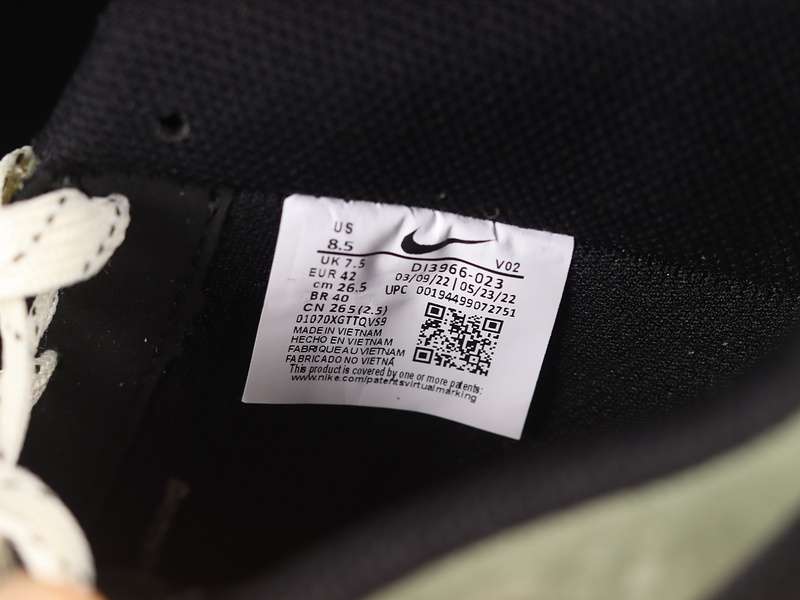 US
8.5
UK 7.5
EUR 42
cm 26.5
BR 40
CN 265(2.5)
01070XGTTQVS9
MADE IN VIETNAM
HECHO EN VIETNAM
FABRIQUE AU VIETNAM
FABRICADO NO VIETNÃ
V02
DI3966-023
03/09/22 | 05/23/22
UPC 00194499072751
This product is covered by one or more patents:
www.nike.com/patentsvirtualmarking